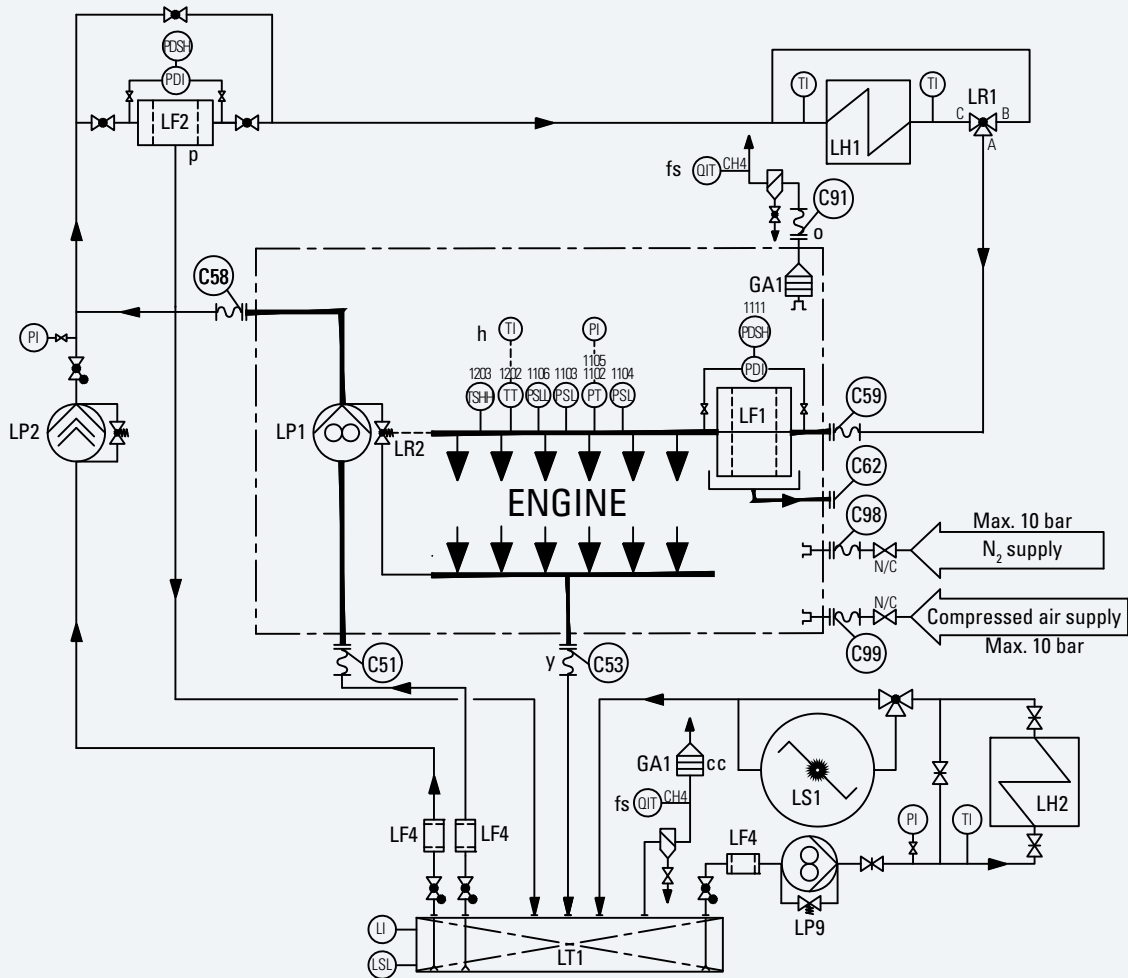 PDSH
PDI
LF2
p
TI
TI
LR1
C
B
A
LH1
fs
QIT
CH4
C91
o
GA1
C58
PI
LP2
h
TI
PI
1111
PDSH
PDI
1203
1202
1106
1103
1105
1102
1104
TSHH
TT
PSLL
PSL
PT
PSL
LP1
LR2
LF1
C59
C62
ENGINE
C98
Max. 10 bar
N2 supply
N/C
N/C
Compressed air supply
Max. 10 bar
C99
C51
y
C53
GA1
cc
fs
QIT
CH4
LS1
LH2
LF4
LF4
LF4
PI
TI
LP9
LI
LSL
LT1